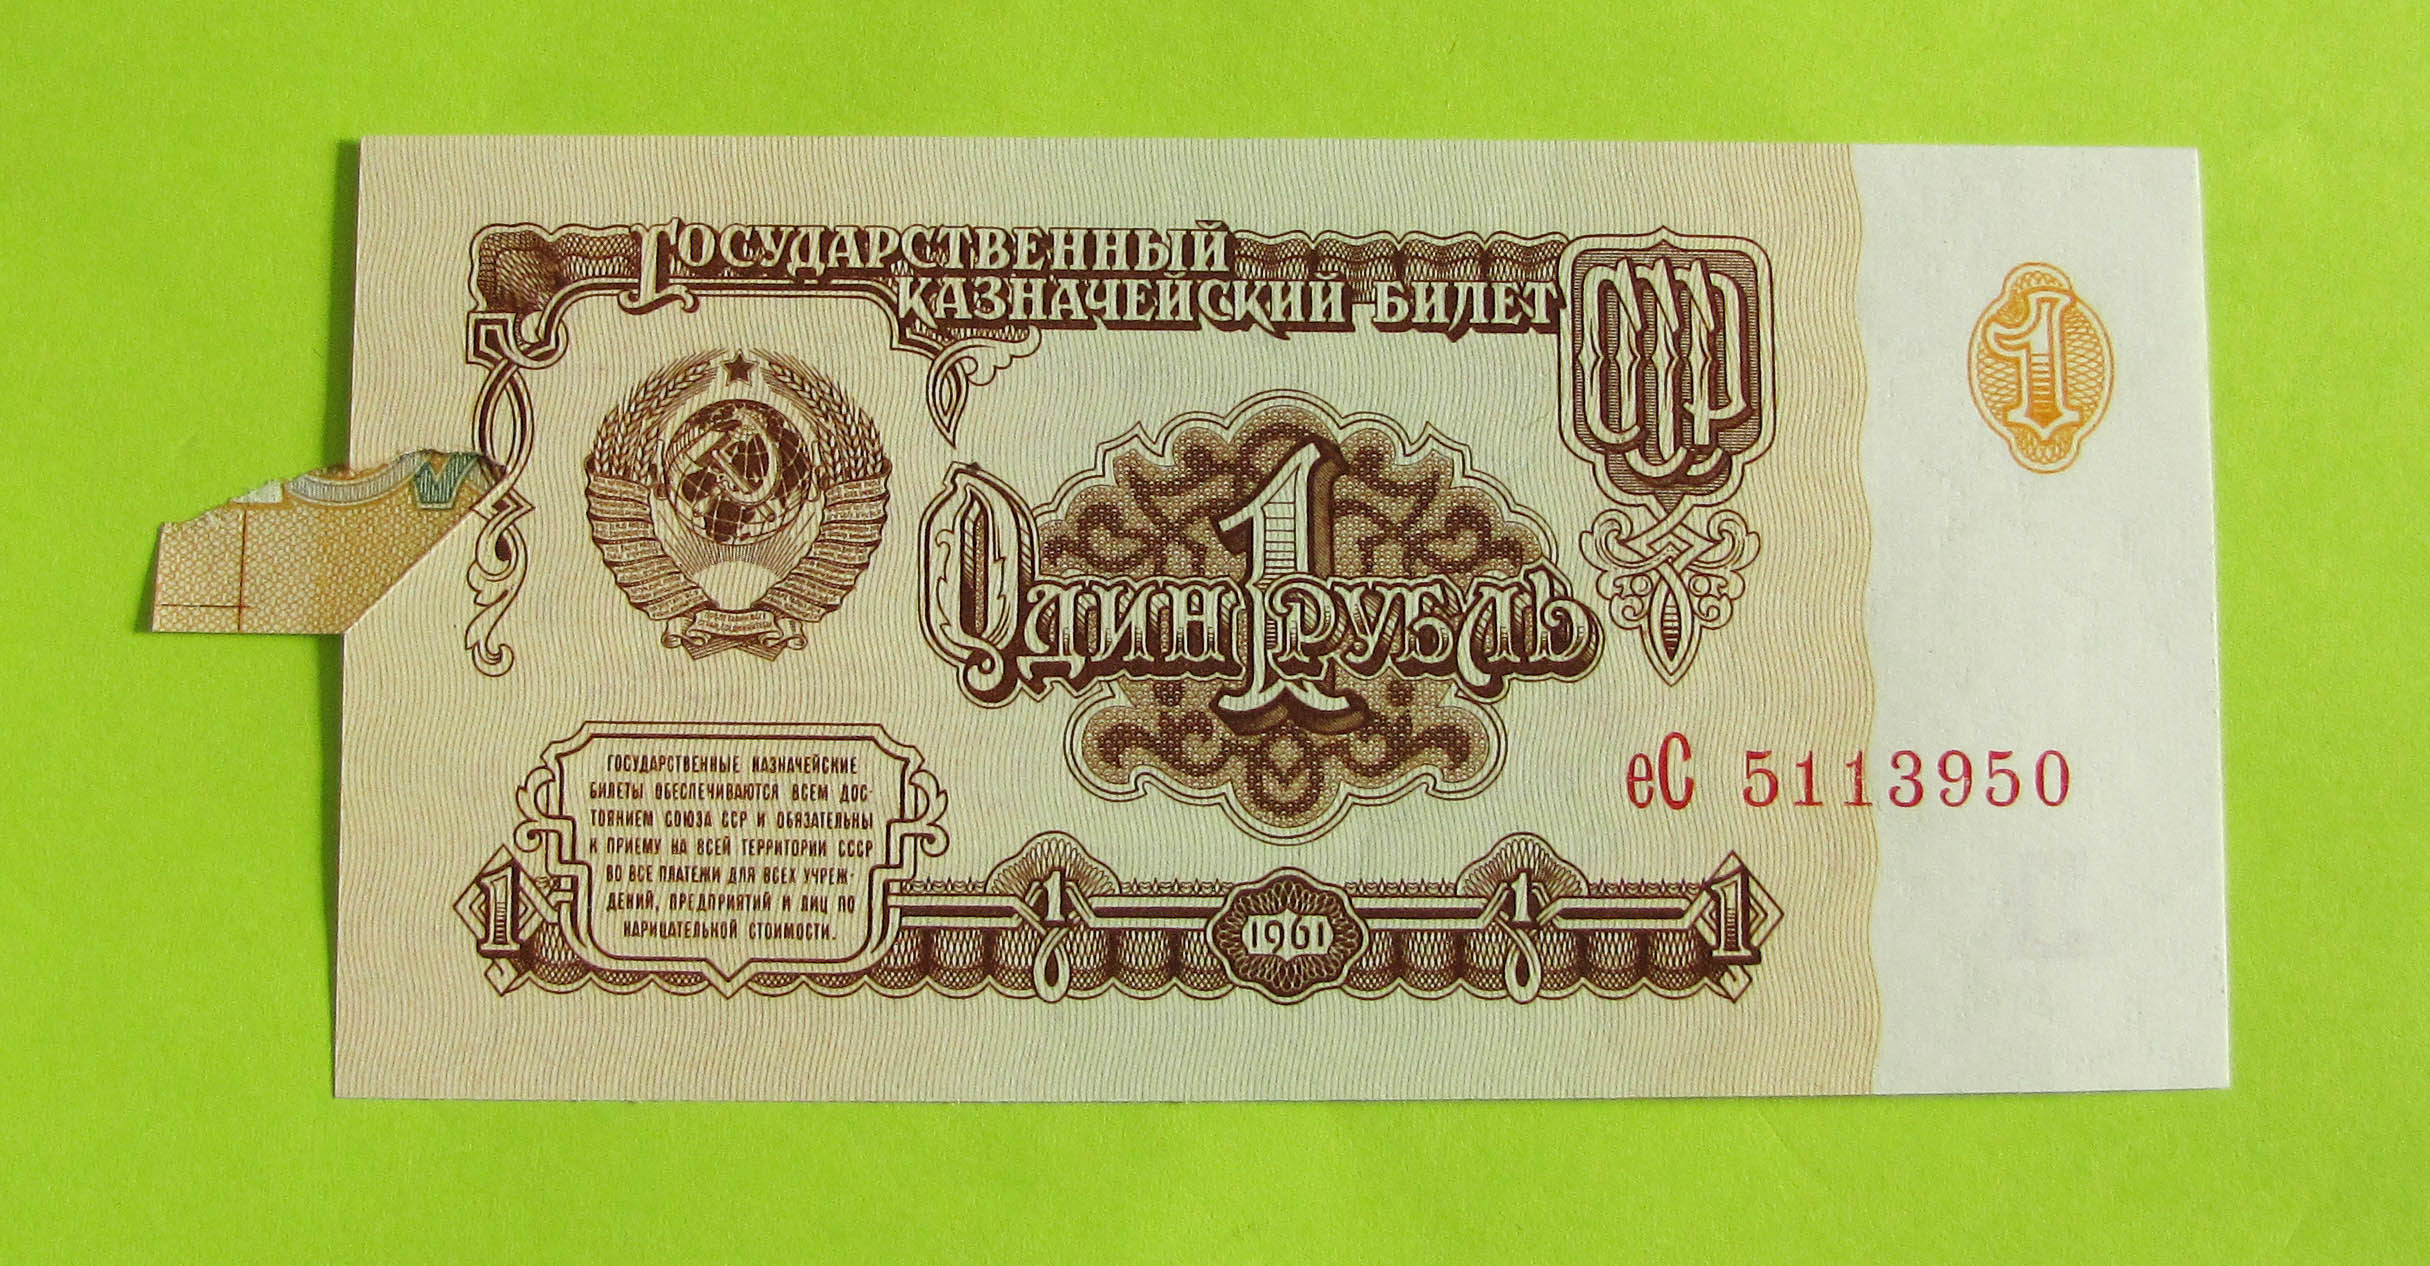 ГОСУДАРСТВЕННЫЙ
КАЗНАЧЕЙСКИЙ БИЛЕТ
СССР
1
1
ОДИН РУБЛЬ
ГОСУДАРСТВЕННЫЕ КАЗНАЧЕЙСКИЕ
БИЛЕТЫ ОБЕСПЕЧИВАЮТСЯ ВСЕМ ДОС-
ТОЯНИЕМ СОЮЗА ССР И ОБЯЗАТЕЛЬНЫ
К ПРИЕМУ НА ВСЕЙ ТЕРРИТОРИИ СССР
ВО ВСЕ ПЛАТЕЖИ ДЛЯ ВСЕХ УЧРЕЖ-
ДЕНИЙ, ПРЕДПРИЯТИЙ И ЛИЦ ПО
НАРИЦАТЕЛЬНОЙ СТОИМОСТИ.
еС 5113950
1 1 1961 1 1